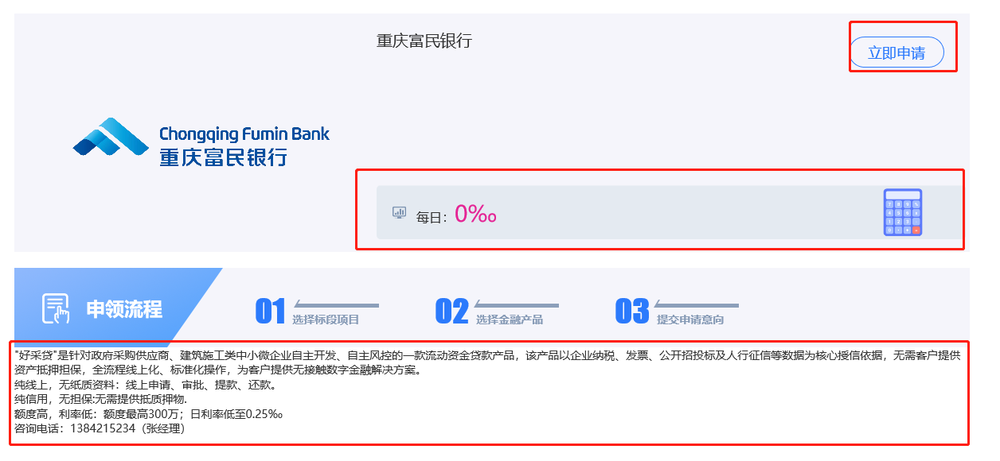 重庆富民银行
立即申请
Chongqing Fumin Bank
重庆富民银行
每日：0‰
申领流程
01 选择标段项目
02 选择金融产品
03 提交申请意向
"好采贷"是针对政府采购供应商、建筑施工类中小微企业自主开发、自主风控的一款流动资金贷款产品，该产品以企业纳税、发票、公开招投标及人行征信等数据为核心授信依据，无需客户提供
资产抵押担保，全流程线上化、标准化操作，为客户提供无接触数字金融解决方案。
纯线上，无纸质资料：线上申请、审批、提款、还款。
纯信用，无担保:无需提供抵质押物.
额度高，利率低：额度最高300万；日利率低至0.25‰
咨询电话：1384215234（张经理）